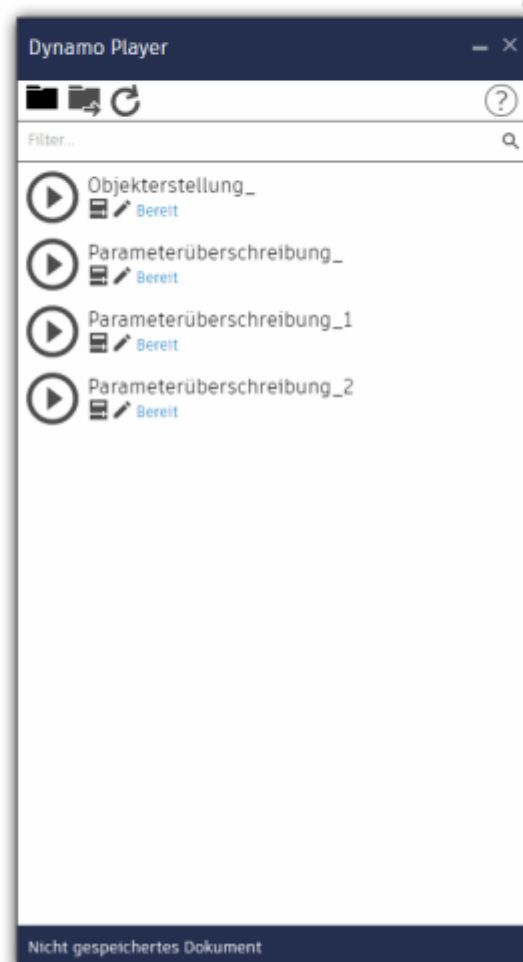 Dynamo Player
Filter...
Objekterstellung_
Bereit
Parameterüberschreibung_
Bereit
Parameterüberschreibung_1
Bereit
Parameterüberschreibung_2
Bereit
Nicht gespeichertes Dokument